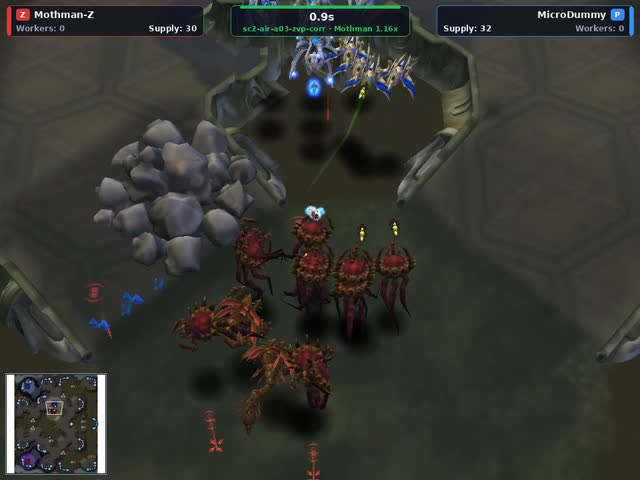 Z Mothman-Z
Workers: 0 Supply: 30
0.9s
sc2-air-a03-zvp-corr · Mothman 1.16x
MicroDummy P
Supply: 32 Workers: 0